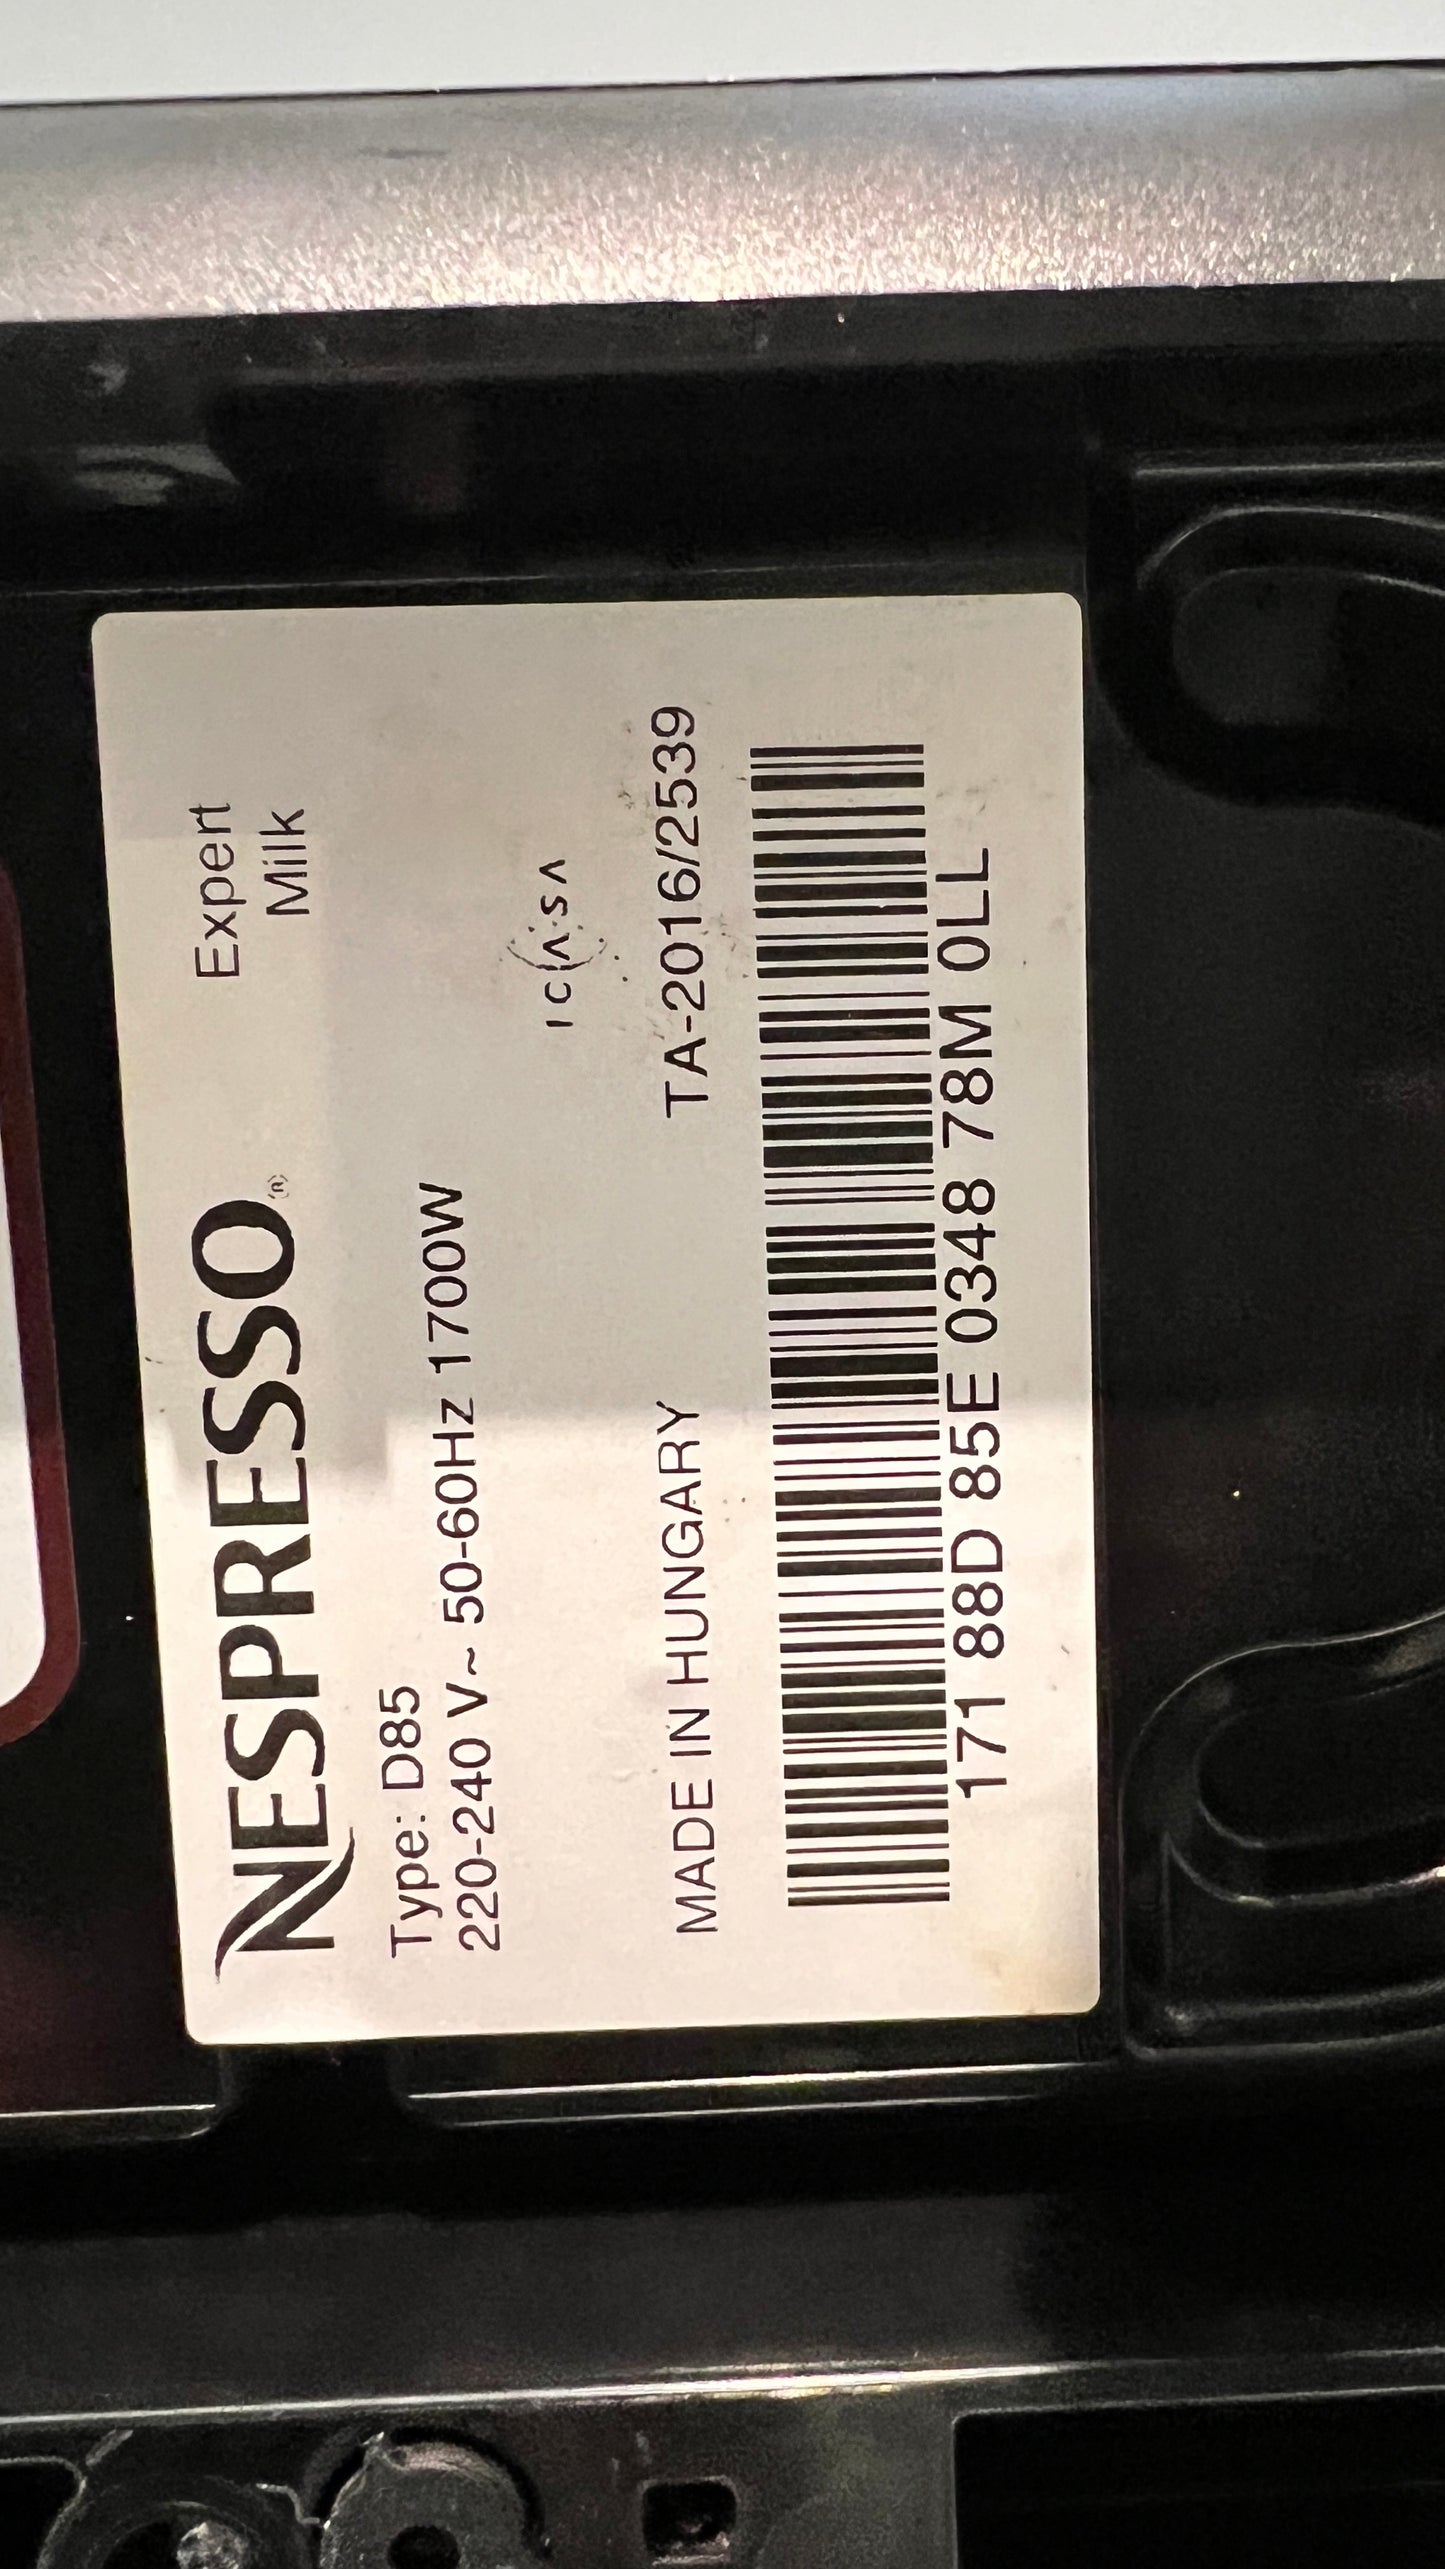 NESPRESSO®
Expert
Milk
Type: D85
220-240 V~ 50-60Hz 1700W
ICASA
MADE IN HUNGARY
TA-2016/2539
171 88D 85E 0348 78M 0LL